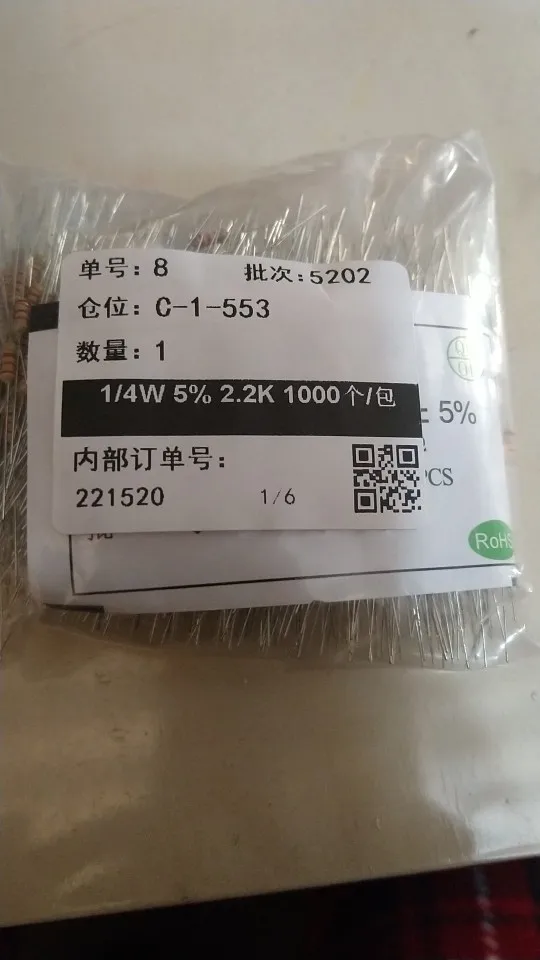 单号: 8 批次: 5202
仓位: C-1-553
数量: 1
1/4W 5% 2.2K 1000个/包
± 5%
内部订单号:
PCS
221520 1/6
RoHS